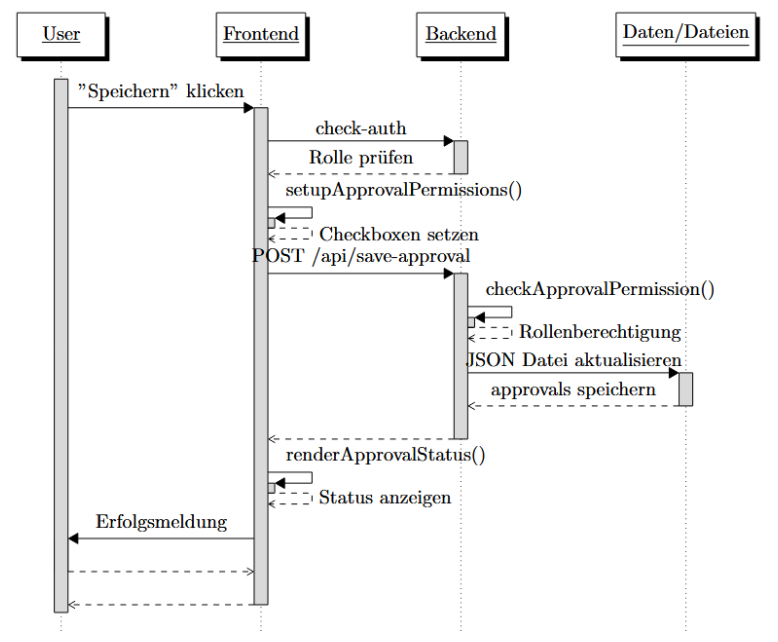 User
Frontend
Backend
Daten/Dateien
"Speichern" klicken
check-auth
Rolle prüfen
setupApprovalPermissions()
Checkboxen setzen
POST /api/save-approval
checkApprovalPermission()
Rollenberechtigung
JSON Datei aktualisieren
approvals speichern
renderApprovalStatus()
Status anzeigen
Erfolgsmeldung